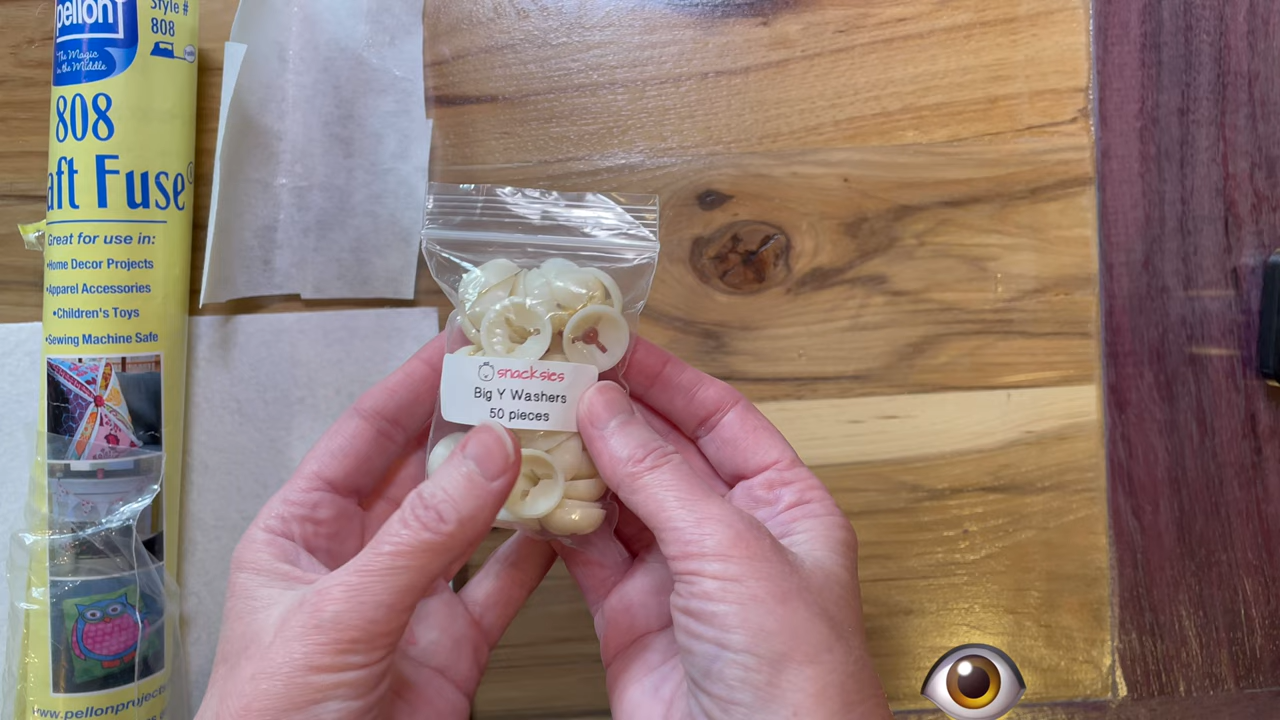 pellon
Style #
808
The Magic
in the Middle
808
aft Fuse®
Great for use in:
•Home Decor Projects
•Apparel Accessories
•Children's Toys
•Sewing Machine Safe
www.pellonproject
snacksies
Big Y Washers
50 pieces